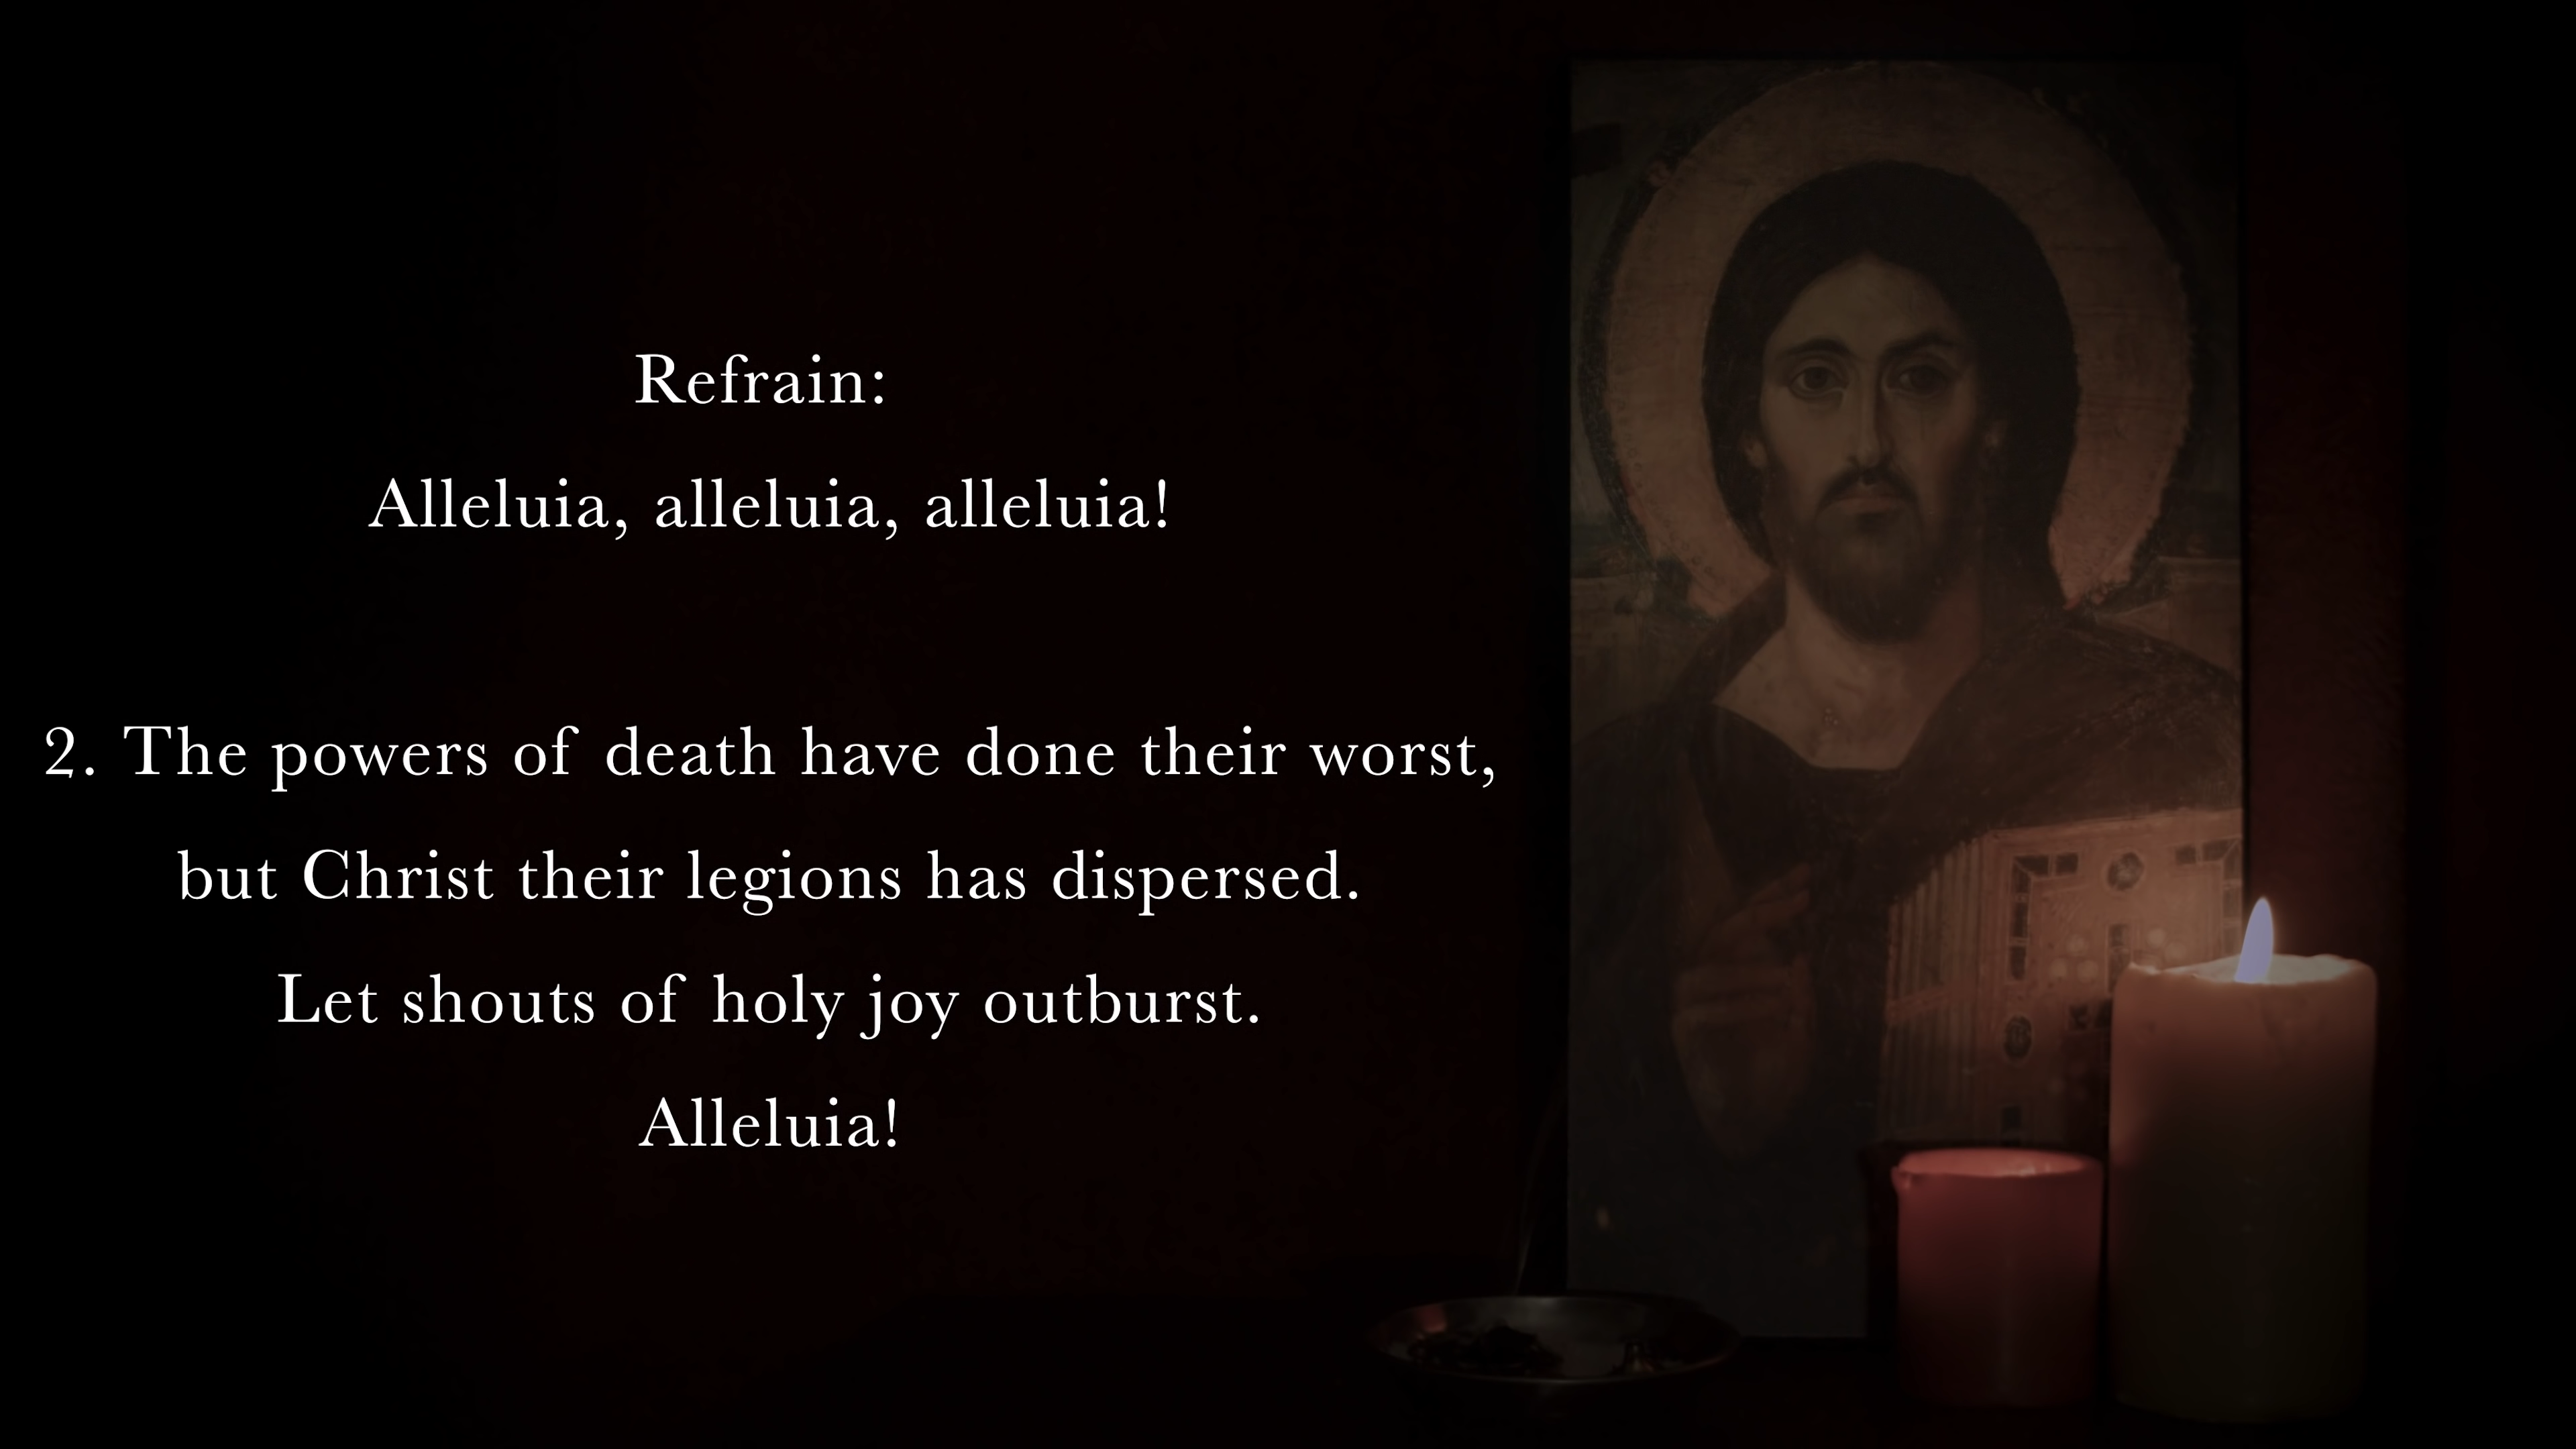 Refrain:
Alleluia, alleluia, alleluia!
2. The powers of death have done their worst,
but Christ their legions has dispersed.
Let shouts of holy joy outburst.
Alleluia!